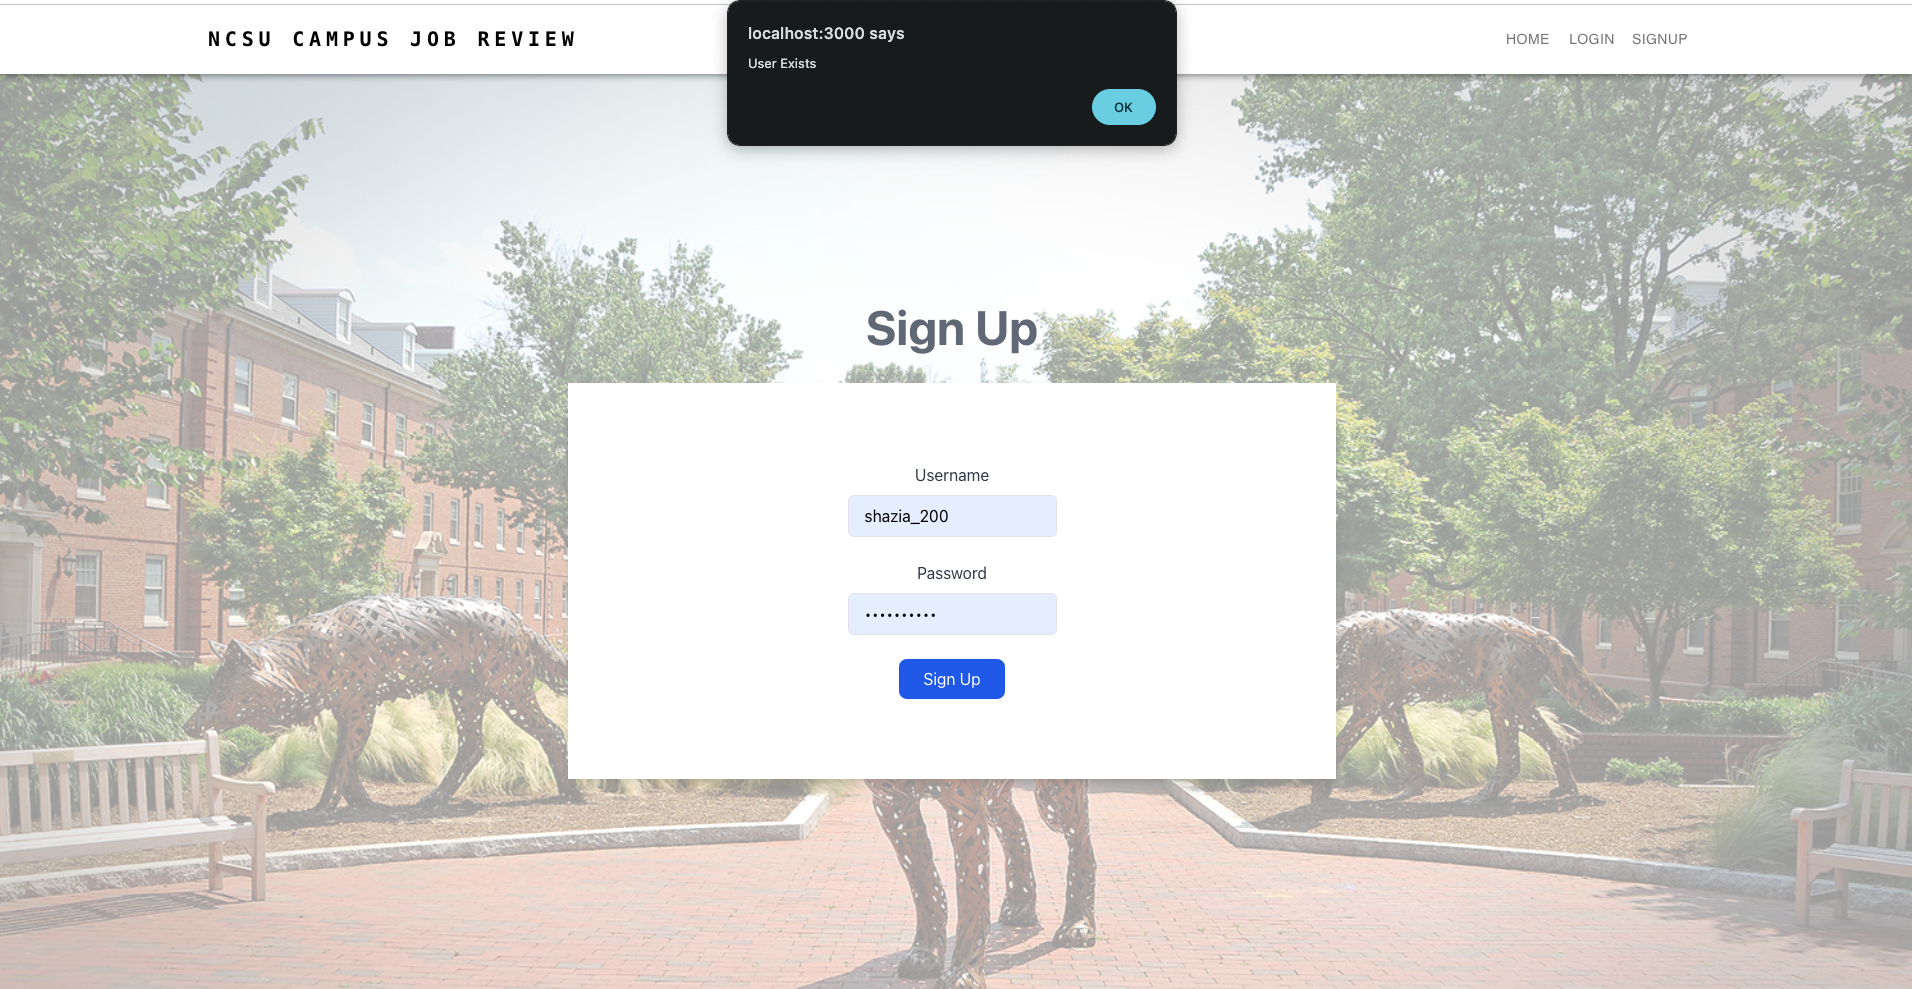 NCSU CAMPUS JOB REVIEW
HOME LOGIN SIGNUP
localhost:3000 says
User Exists
OK
Sign Up
Username
shazia_200
Password
••••••••••
Sign Up